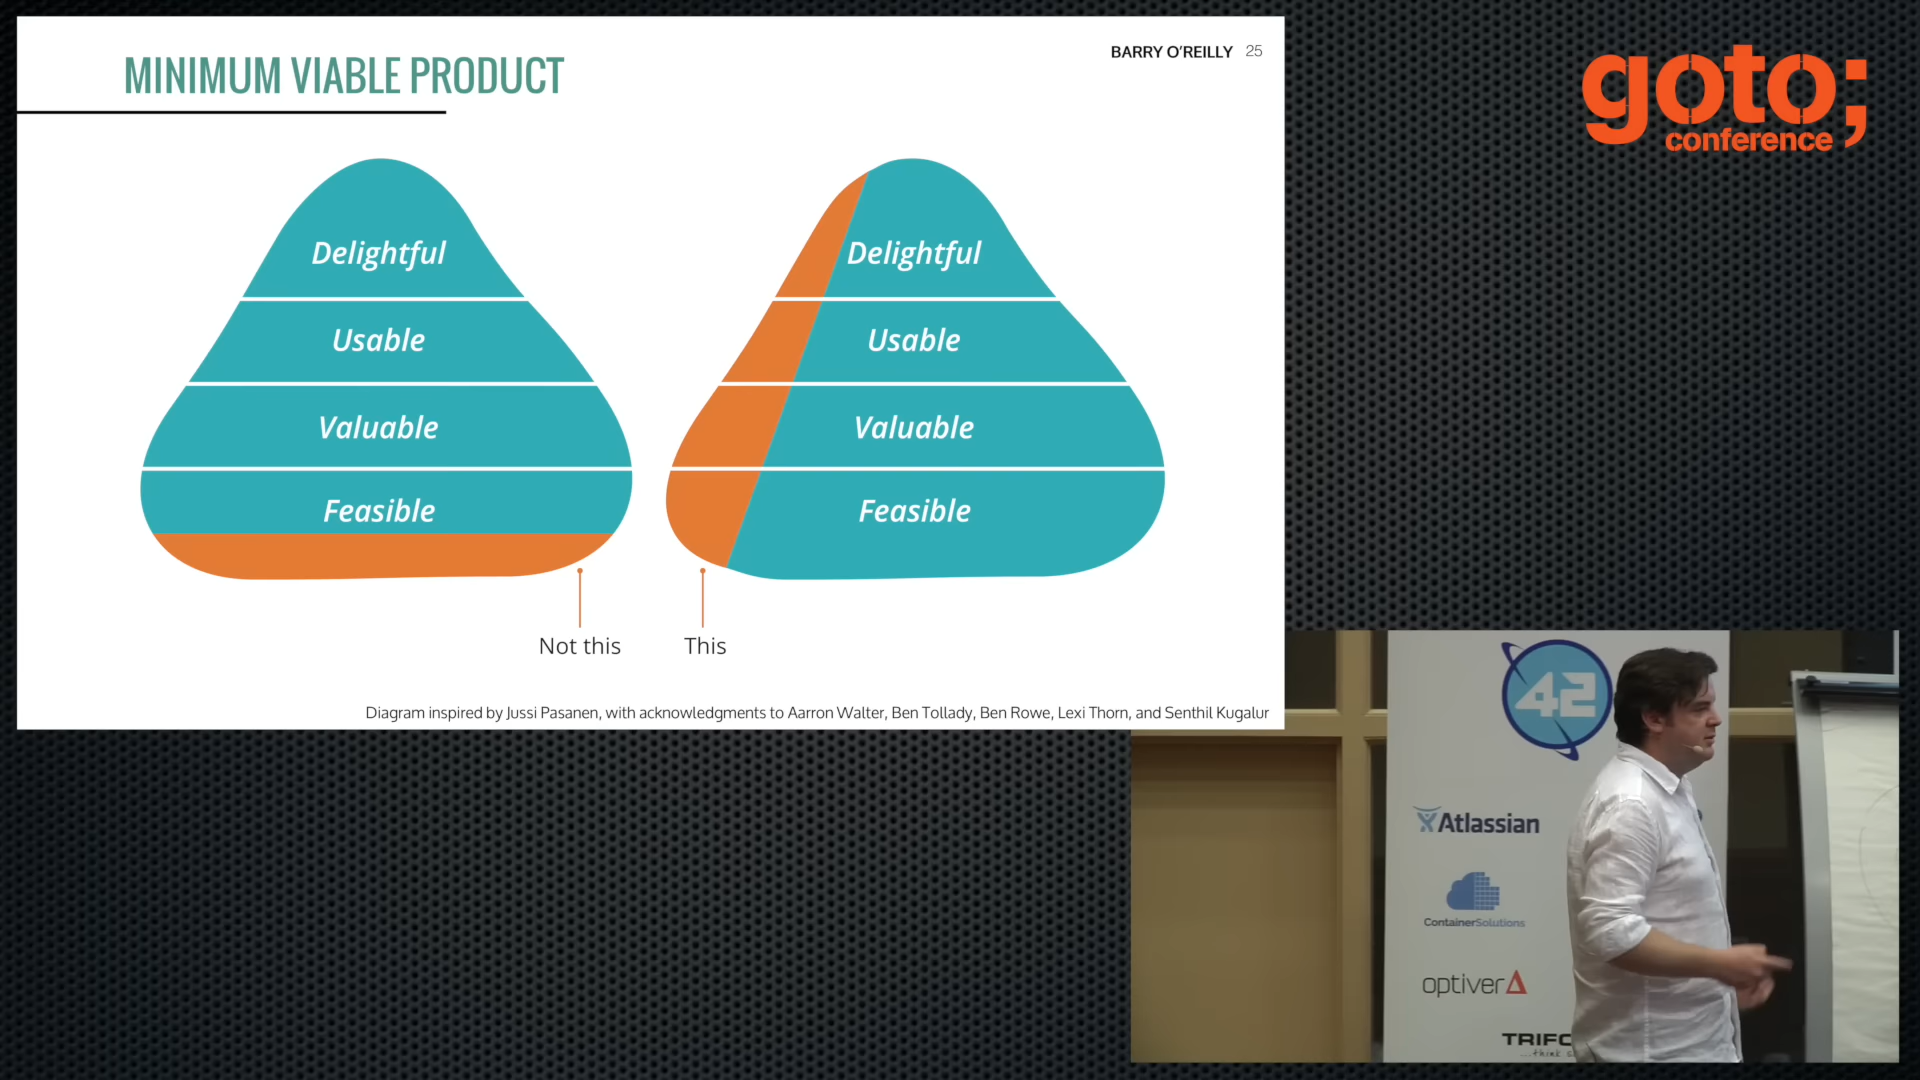 MINIMUM VIABLE PRODUCT
BARRY O'REILLY 25
Delightful
Usable
Valuable
Feasible
Delightful
Usable
Valuable
Feasible
Not this
This
Diagram inspired by Jussi Pasanen, with acknowledgments to Aarron Walter, Ben Tollady, Ben Rowe, Lexi Thorn, and Senthil Kugalur
goto;
conference
42
Atlassian
ContainerSolutions
optiver
TRIFO
...think